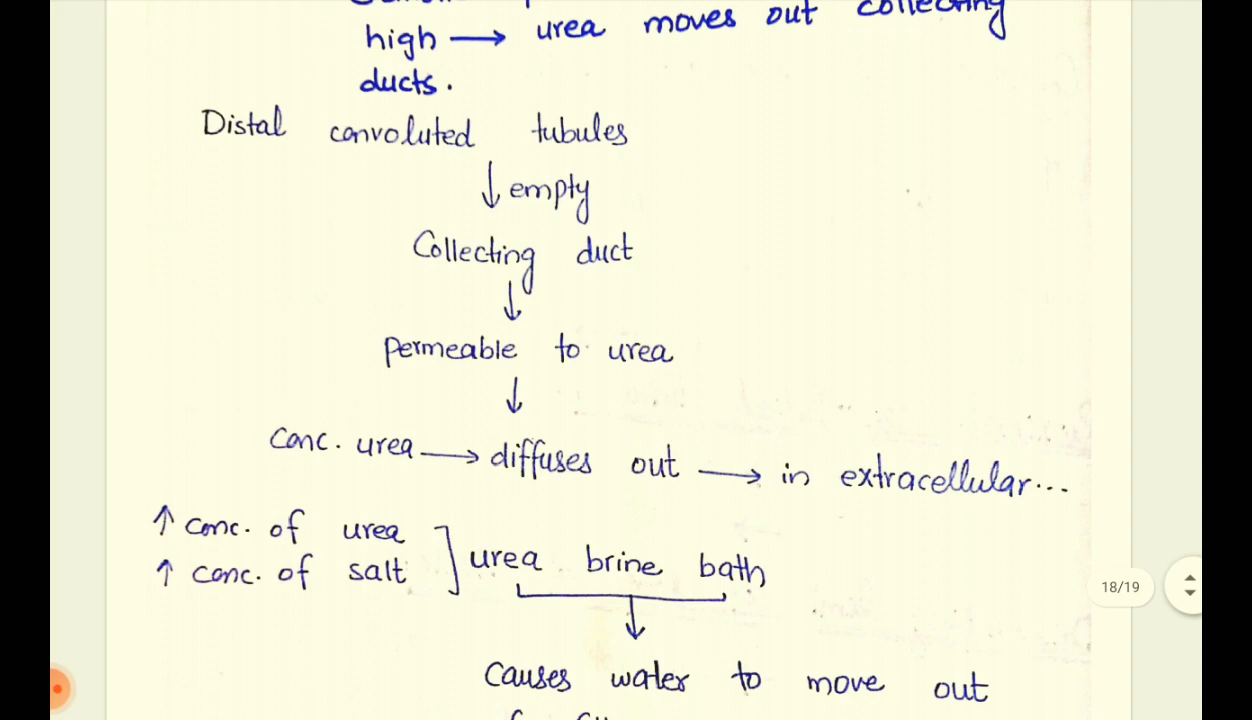 high → urea moves out collecting
ducts.
Distal convoluted tubules
↓ empty
Collecting duct
↓
Permeable to urea
↓
Conc. urea → diffuses out → in extracellular...
↑ conc. of urea
↑ conc. of salt ] urea brine bath
↓
Causes water to move out
18/19